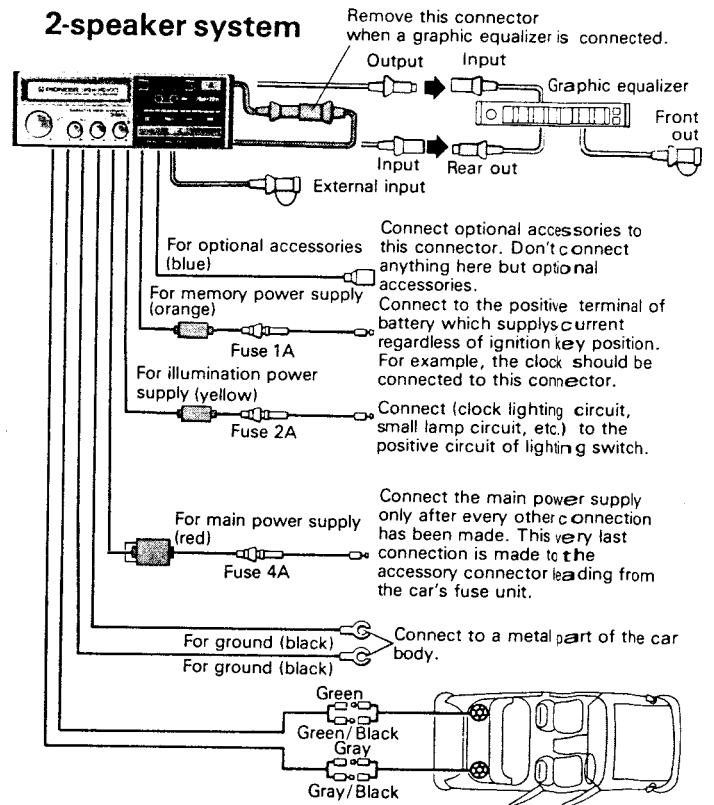 2-speaker system
Remove this connector
when a graphic equalizer is connected.
Output
Input
Graphic equalizer
Front
out
Input
Rear out
External input
PIONEER
For optional accessories
(blue)
Connect optional accessories to
this connector. Don't connect
anything here but optional
accessories.
For memory power supply
(orange)
Fuse 1A
Connect to the positive terminal of
battery which supplys current
regardless of ignition key position.
For example, the clock should be
connected to this connector.
For illumination power
supply (yellow)
Fuse 2A
Connect (clock lighting circuit,
small lamp circuit, etc.) to the
positive circuit of lighting switch.
For main power supply
(red)
Fuse 4A
Connect the main power supply
only after every other connection
has been made. This very last
connection is made to the
accessory connector leading from
the car's fuse unit.
For ground (black)
For ground (black)
Connect to a metal part of the car
body.
Green
Green/Black
Gray
Gray/Black